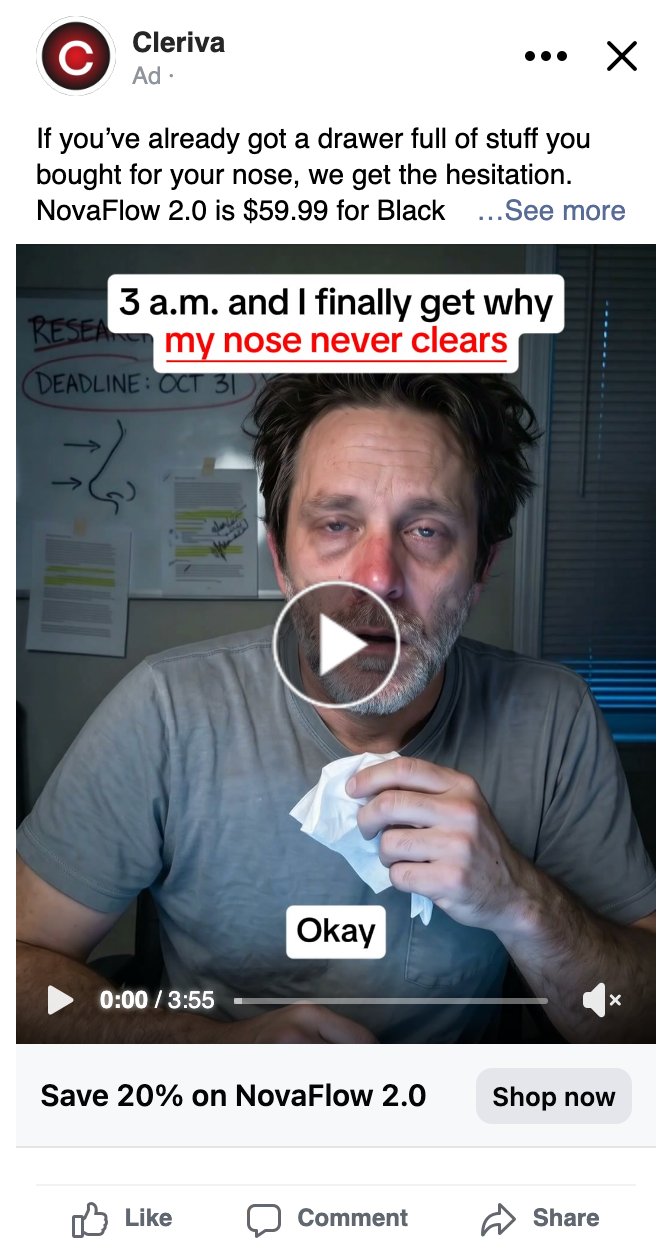 C
Cleriva
Ad ·
If you’ve already got a drawer full of stuff you
bought for your nose, we get the hesitation.
NovaFlow 2.0 is $59.99 for Black ...See more
3 a.m. and I finally get why
my nose never clears
DEADLINE: OCT 31
Okay
0:00 / 3:55
Save 20% on NovaFlow 2.0
Shop now
Like
Comment
Share